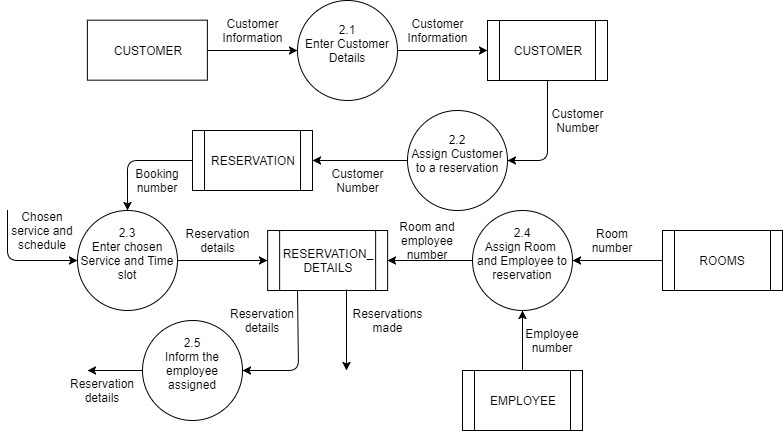 CUSTOMER
Customer
Information
2.1
Enter Customer
Details
Customer
Information
CUSTOMER
Customer
Number
2.2
Assign Customer
to a reservation
Customer
Number
RESERVATION
Booking
number
Chosen
service and
schedule
2.3
Enter chosen
Service and Time
slot
Reservation
details
RESERVATION_
DETAILS
Room and
employee
number
2.4
Assign Room
and Employee to
reservation
Room
number
ROOMS
Reservation
details
Reservations
made
Employee
number
2.5
Inform the
employee
assigned
Reservation
details
EMPLOYEE